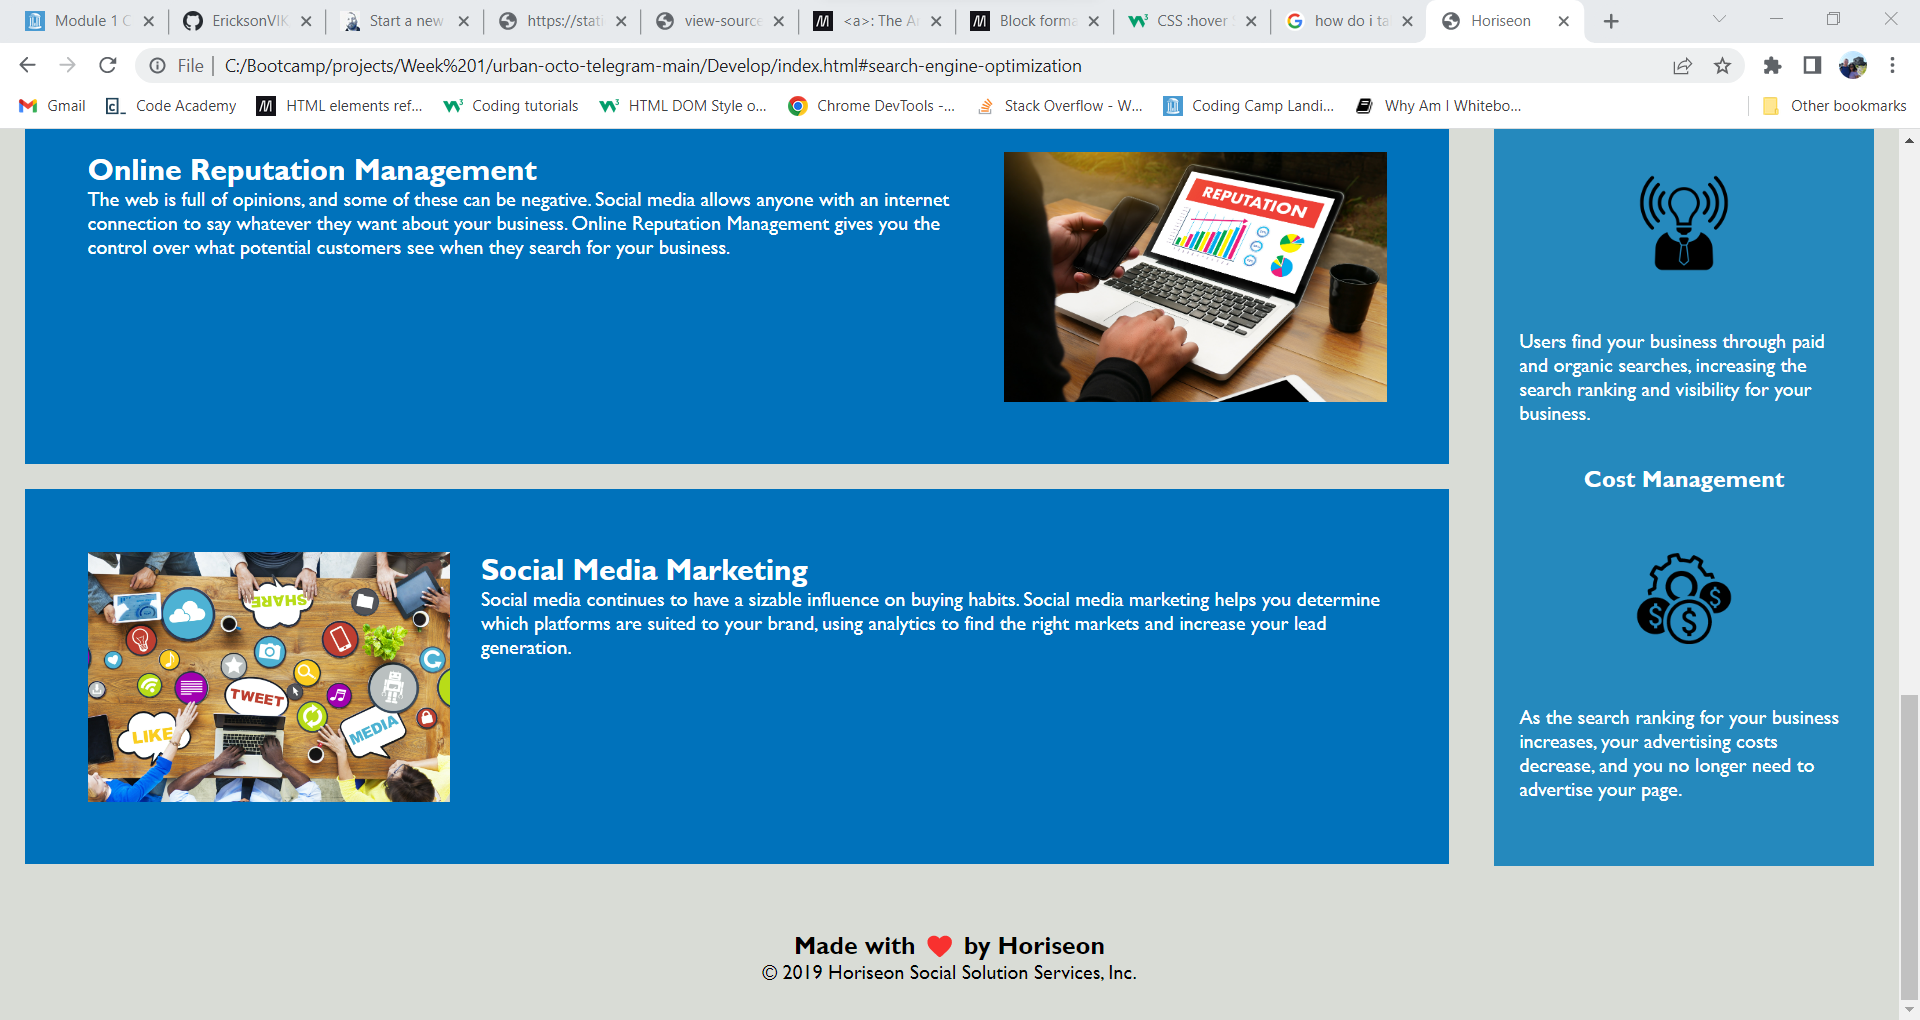 Module 1 C
EricksonVIK
Start a new
https://stati
view-source
<a>: The A
Block forma
CSS :hover
how do i ta
Horiseon
File | C:/Bootcamp/projects/Week%201/urban-octo-telegram-main/Develop/index.html#search-engine-optimization
Gmail
Code Academy
HTML elements ref...
Coding tutorials
HTML DOM Style o...
Chrome DevTools -...
Stack Overflow - W...
Coding Camp Landi...
Why Am I Whitebo...
Other bookmarks
Online Reputation Management
The web is full of opinions, and some of these can be negative. Social media allows anyone with an internet
connection to say whatever they want about your business. Online Reputation Management gives you the
control over what potential customers see when they search for your business.
REPUTATION
Social Media Marketing
Social media continues to have a sizable influence on buying habits. Social media marketing helps you determine
which platforms are suited to your brand, using analytics to find the right markets and increase your lead
generation.
SHARE
TWEET
LIKE
MEDIA
Users find your business through paid
and organic searches, increasing the
search ranking and visibility for your
business.
Cost Management
$ $ $
As the search ranking for your business
increases, your advertising costs
decrease, and you no longer need to
advertise your page.
Made with ❤️ by Horiseon
© 2019 Horiseon Social Solution Services, Inc.